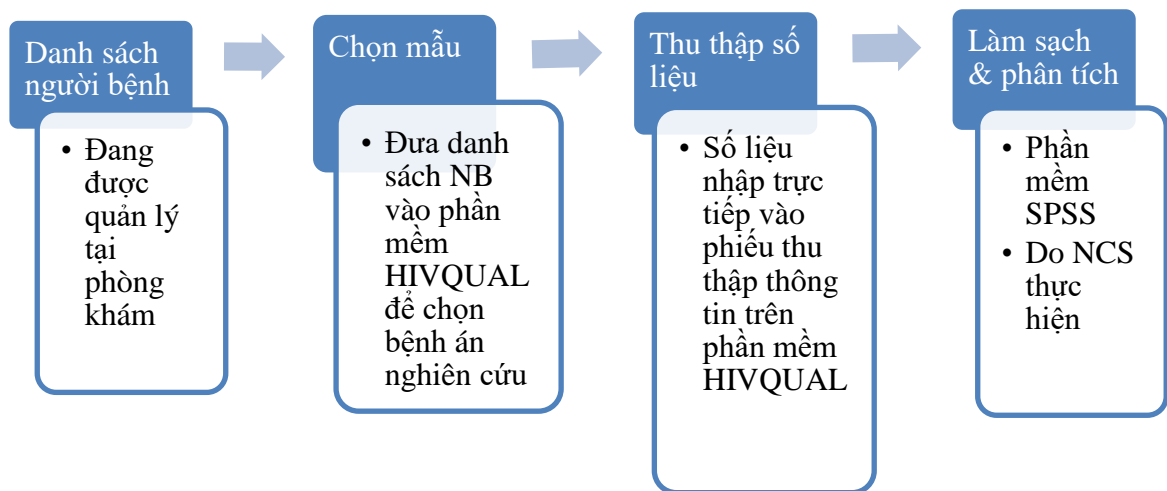 Danh sách
người bệnh
• Đang
được
quản lý
tại
phòng
khám
Chọn mẫu
• Đưa danh
sách NB
vào phần
mềm
HIVQUAL
để chọn
bệnh án
nghiên cứu
Thu thập số
liệu
• Số liệu
nhập trực
tiếp vào
phiếu thu
thập thông
tin trên
phần mềm
HIVQUAL
Làm sạch
& phân tích
• Phần
mềm
SPSS
• Do NCS
thực
hiện